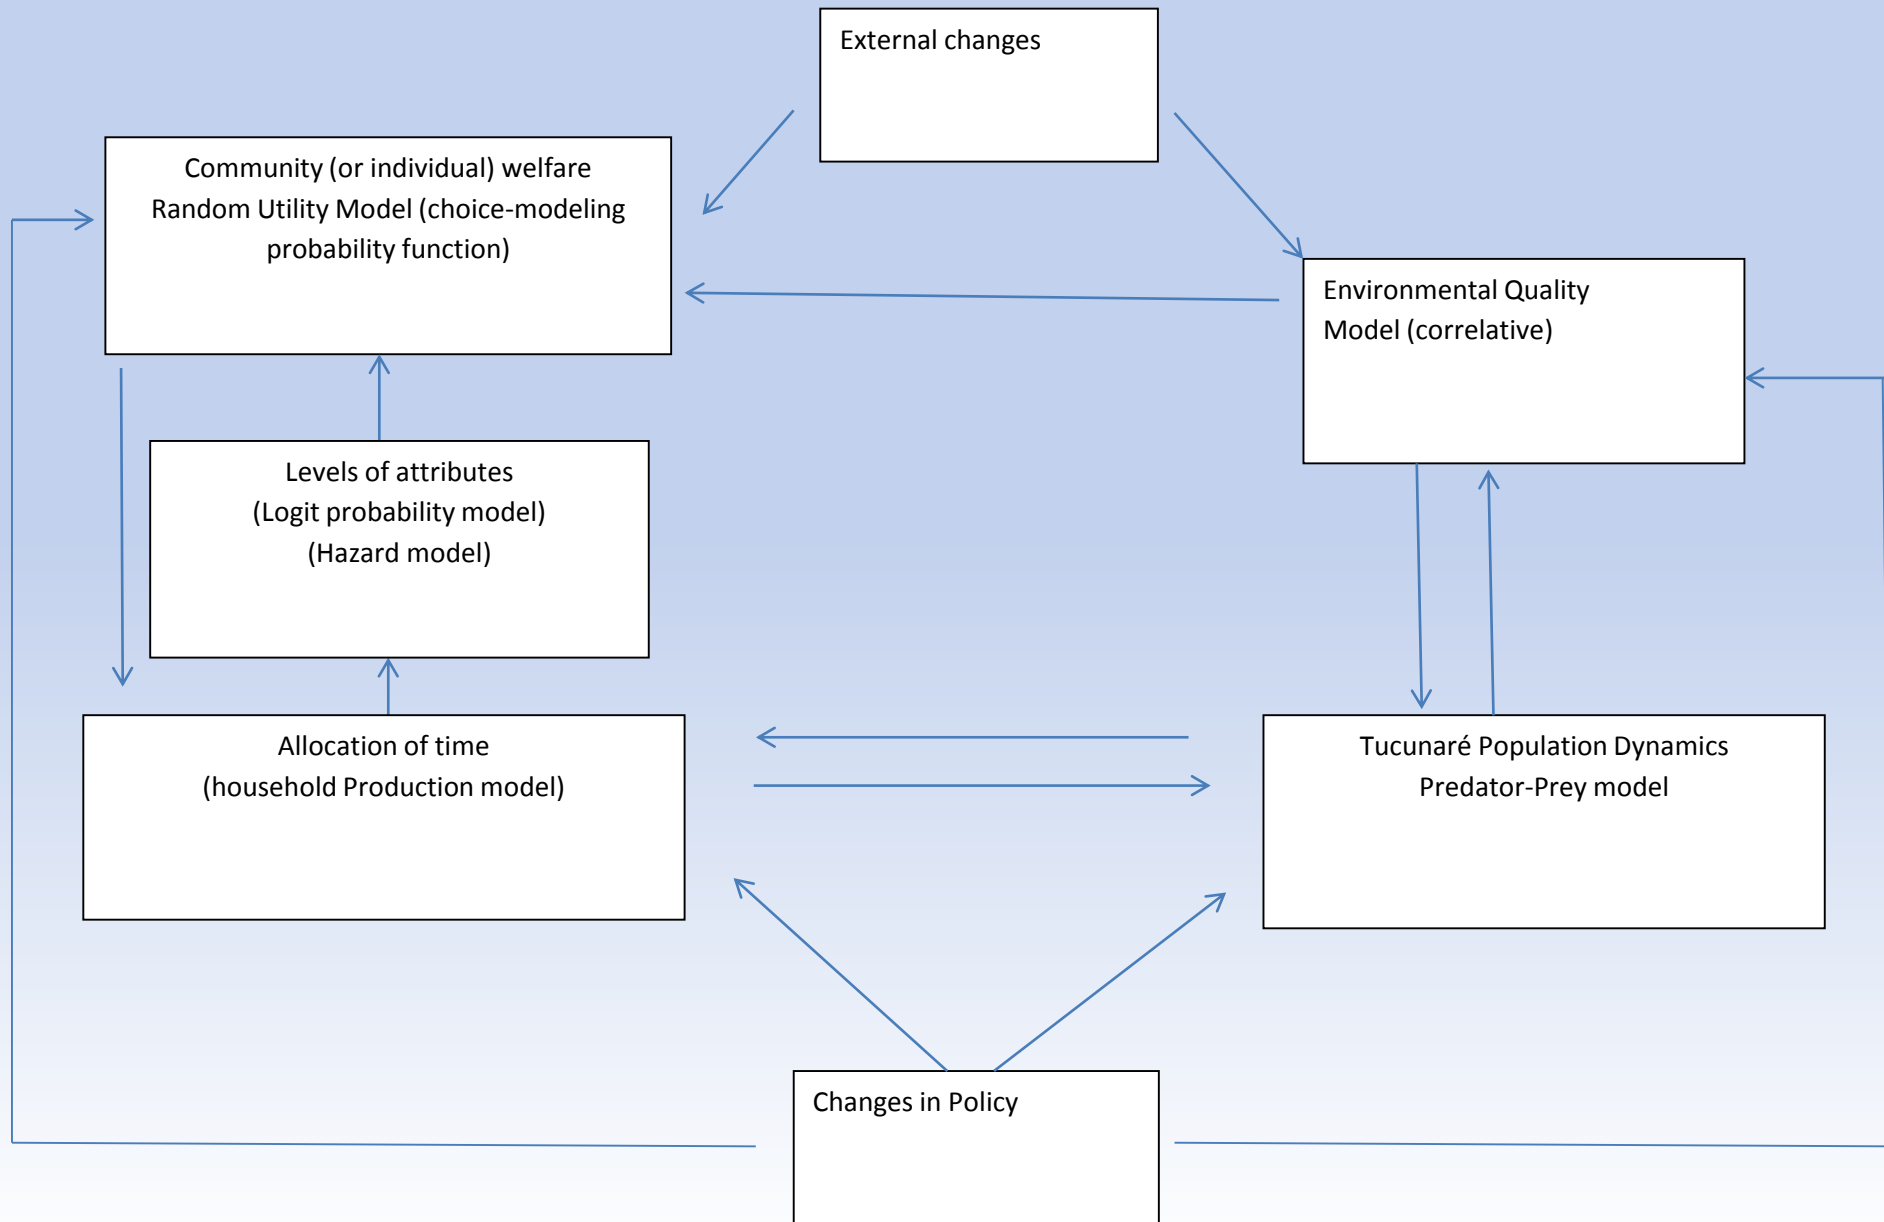 External changes
Community (or individual) welfare
Random Utility Model (choice-modeling
probability function)
Environmental Quality
Model (correlative)
Levels of attributes
(Logit probability model)
(Hazard model)
Allocation of time
(household Production model)
Tucunaré Population Dynamics
Predator-Prey model
Changes in Policy